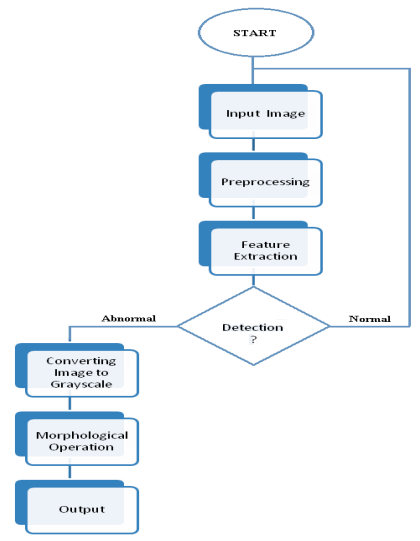 START
Input Image
Preprocessing
Feature
Extraction
Detection
?
Abnormal
Normal
Converting
Image to
Grayscale
Morphological
Operation
Output